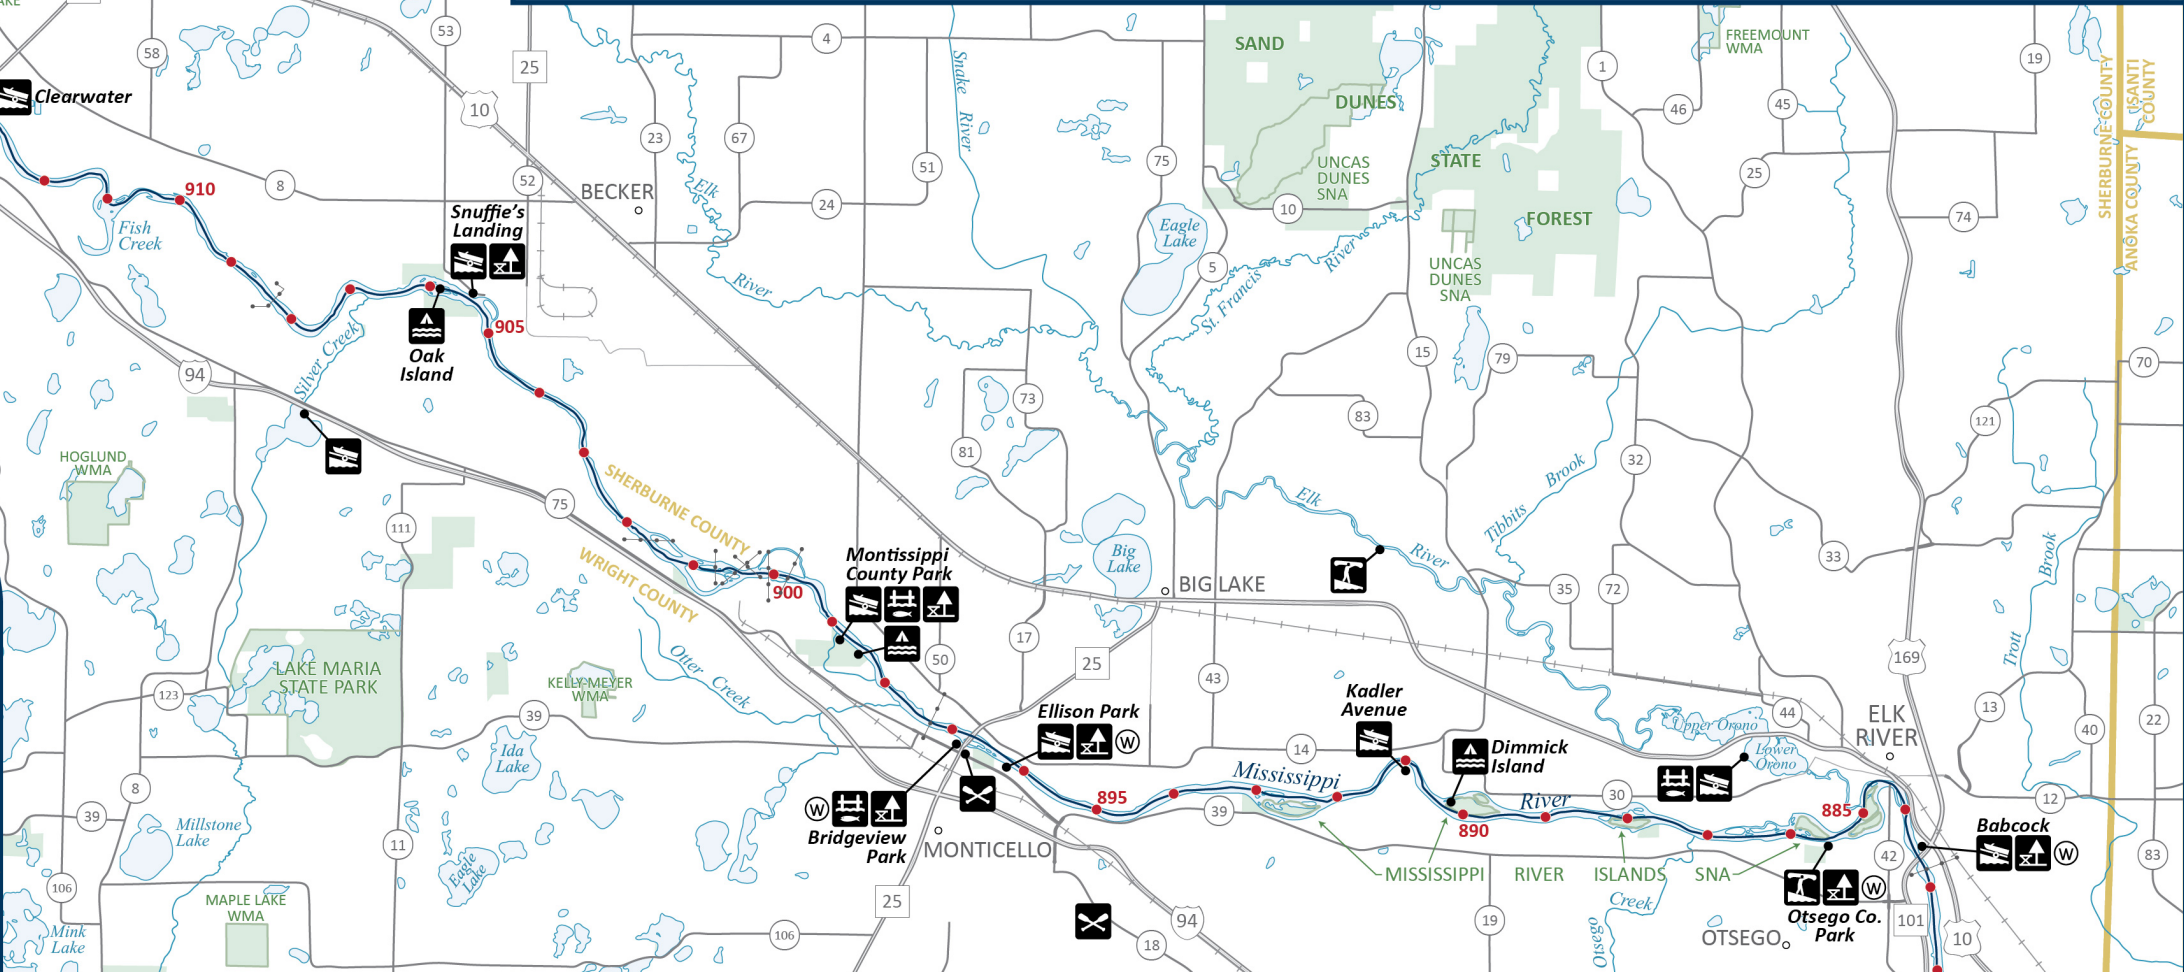 AKE
53
4
58
25
10
Clearwater
23
67
51
Snake River
75
SAND
DUNES
STATE
FOREST
UNCAS
DUNES
SNA
UNCAS
DUNES
SNA
1
FREEMOUNT
WMA
46
45
19
SHERBURNE COUNTY
ISANTI
COUNTY
ANOKA COUNTY
25
74
10
910
8
52
BECKER
Elk
River
24
Fish
Creek
Snuffie's
Landing
905
Oak
Island
Silver Creek
94
Eagle
Lake
5
St. Francis
River
15
79
83
70
121
73
81
HOGLUND
WMA
75
111
SHERBURNE COUNTY
WRIGHT COUNTY
900
Montissippi
County Park
Big
Lake
BIG LAKE
Elk
River
Tibbits
Brook
32
33
35
72
Trott
Brook
LAKE MARIA
STATE PARK
123
KELLY-MEYER
WMA
Otter Creek
50
17
25
43
169
13
22
40
39
Ida
Lake
Ellison Park
W
Kadler
Avenue
14
Dimmick
Island
Upper Orono
Lower
Orono
44
ELK
RIVER
8
39
Millstone
Lake
W
Bridgeview
Park
895
Mississippi
River
39
890
30
885
12
Babcock
W
83
MONTICELLO
11
Eagle
Lake
MISSISSIPPI
RIVER
ISLANDS
SNA
42
106
MAPLE LAKE
WMA
25
W
Otsego Co.
Park
Otsego
Creek
OTSEGO
101
10
Mink
Lake
106
18
94
19